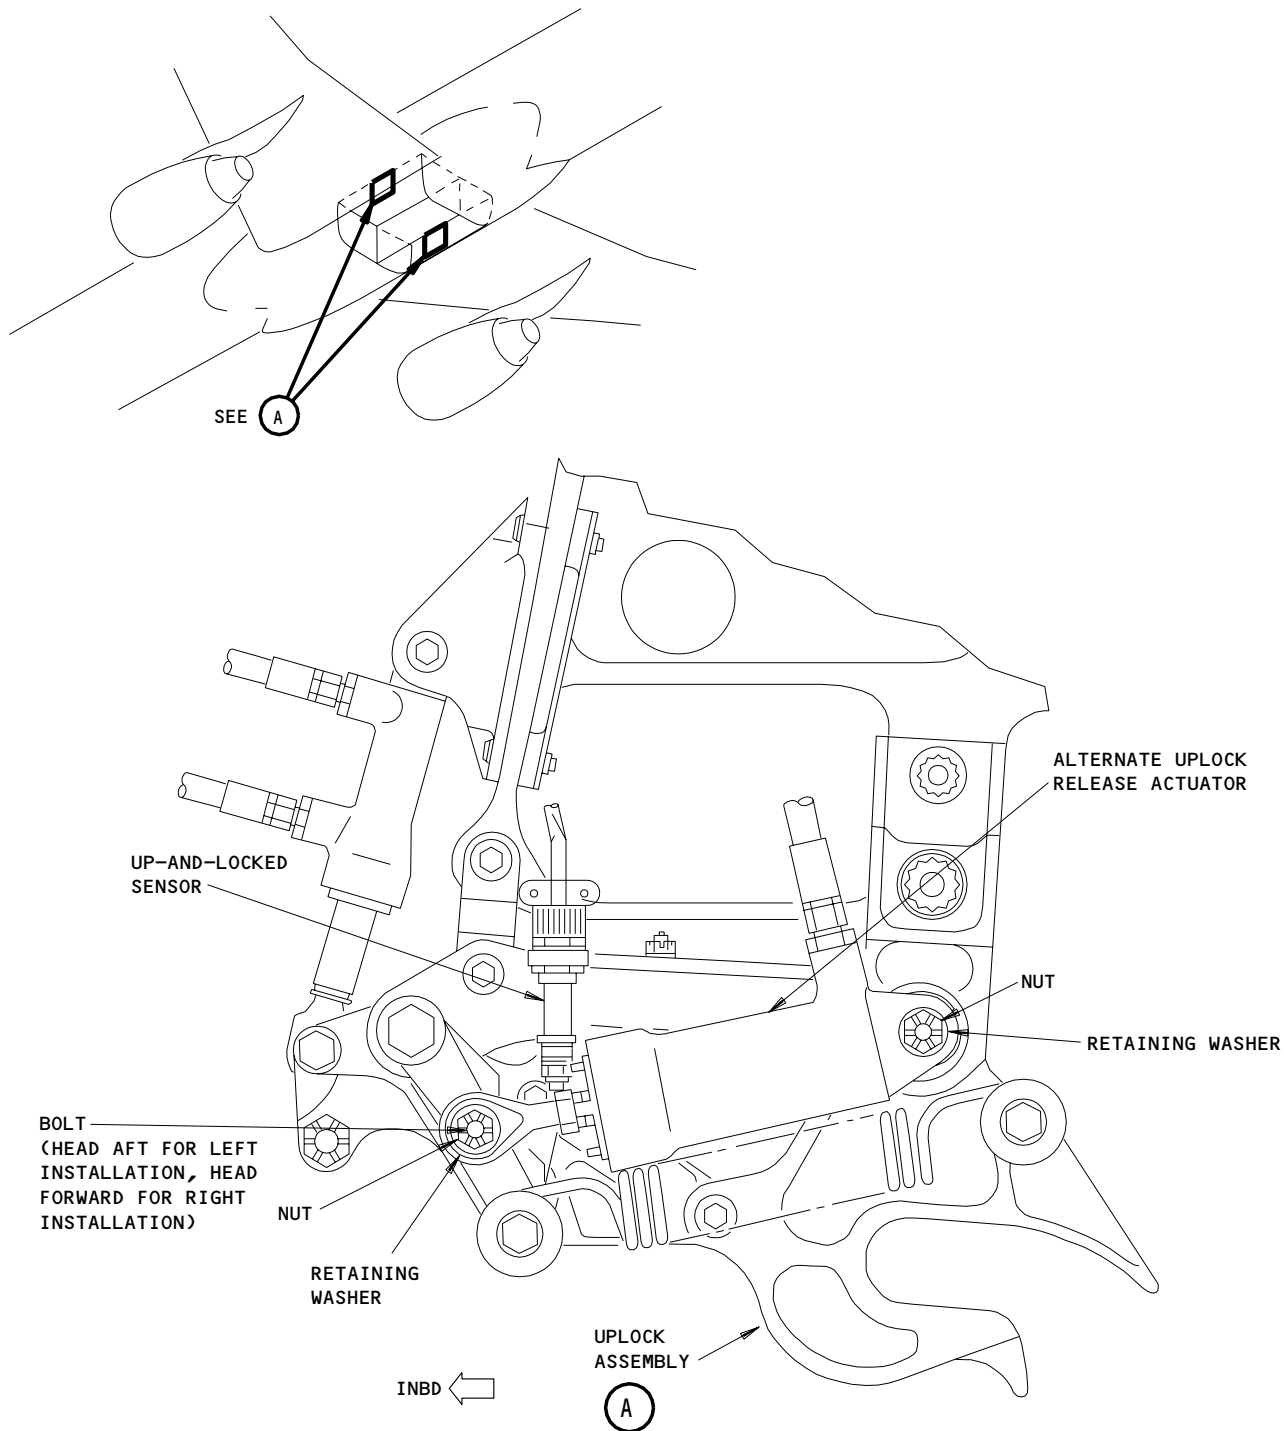 SEE A
ALTERNATE UPLOCK
RELEASE ACTUATOR
UP-AND-LOCKED
SENSOR
NUT
RETAINING WASHER
BOLT
(HEAD AFT FOR LEFT
INSTALLATION, HEAD
FORWARD FOR RIGHT
INSTALLATION)
NUT
RETAINING
WASHER
UPLOCK
ASSEMBLY
INBD
A